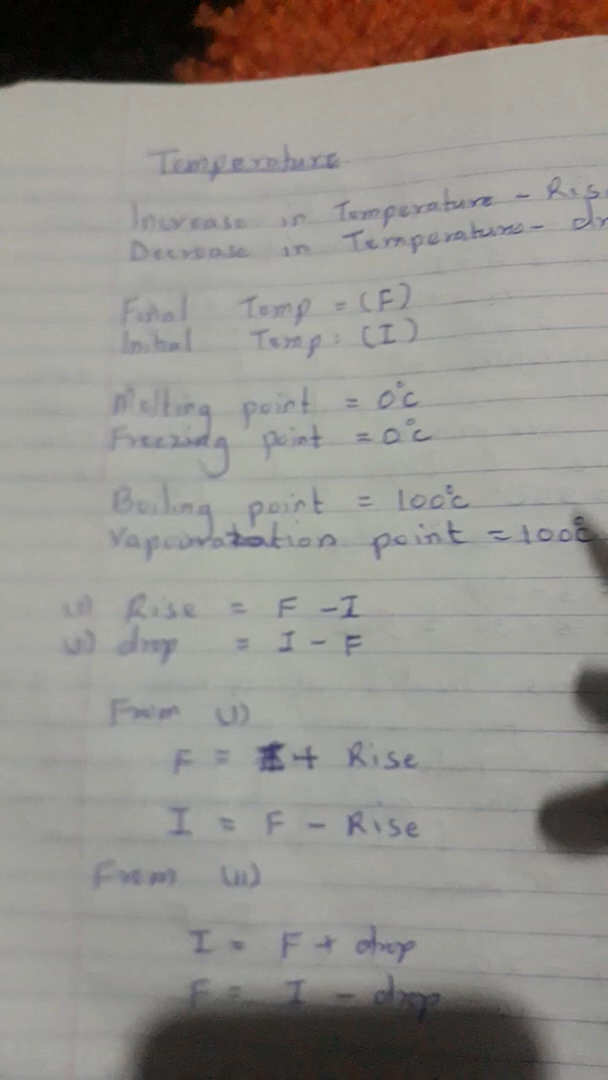 Temperature
Increase in Temperature - Ris
Decrease in Temperature - dr
Final Temp = (F)
Initial Temp: (I)
Melting point = 0°c
Freezing point = 0°c
Boiling point = 100°c
point = 100°c
(i) Rise = F - I
(ii) drop = I - F
From (i)
F = I + Rise
I = F - Rise
From (ii)
I = F + drop
F = I - drop